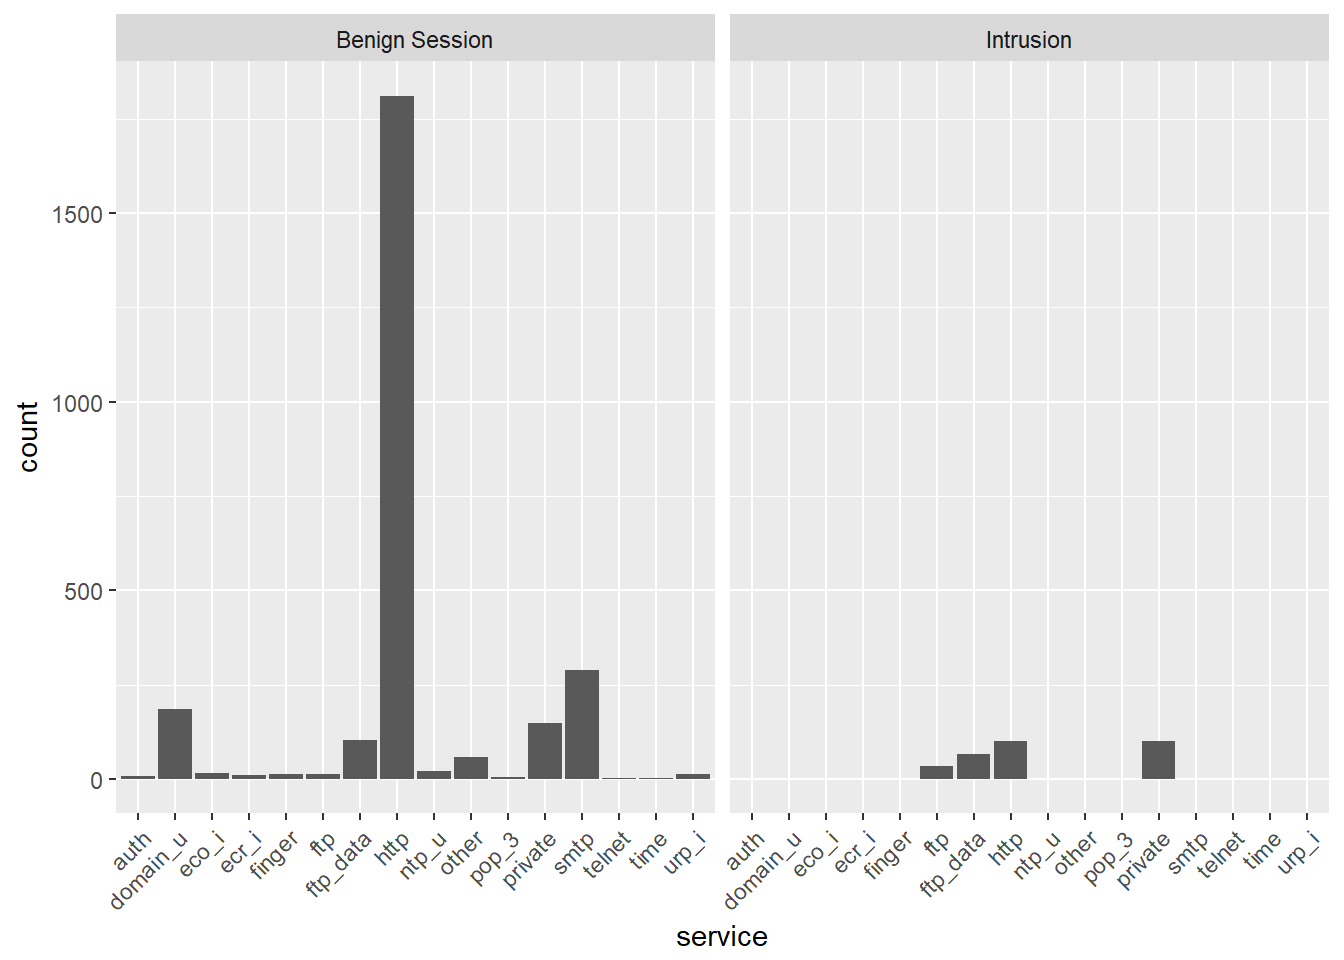 Benign Session
Intrusion
count
1500
1000
500
0
auth
domain_u
eco_i
ecr_i
finger
ftp
ftp_data
http
ntp_u
other
pop_3
private
smtp
telnet
time
urp_i
auth
domain_u
eco_i
ecr_i
finger
ftp
ftp_data
http
ntp_u
other
pop_3
private
smtp
telnet
time
urp_i
service